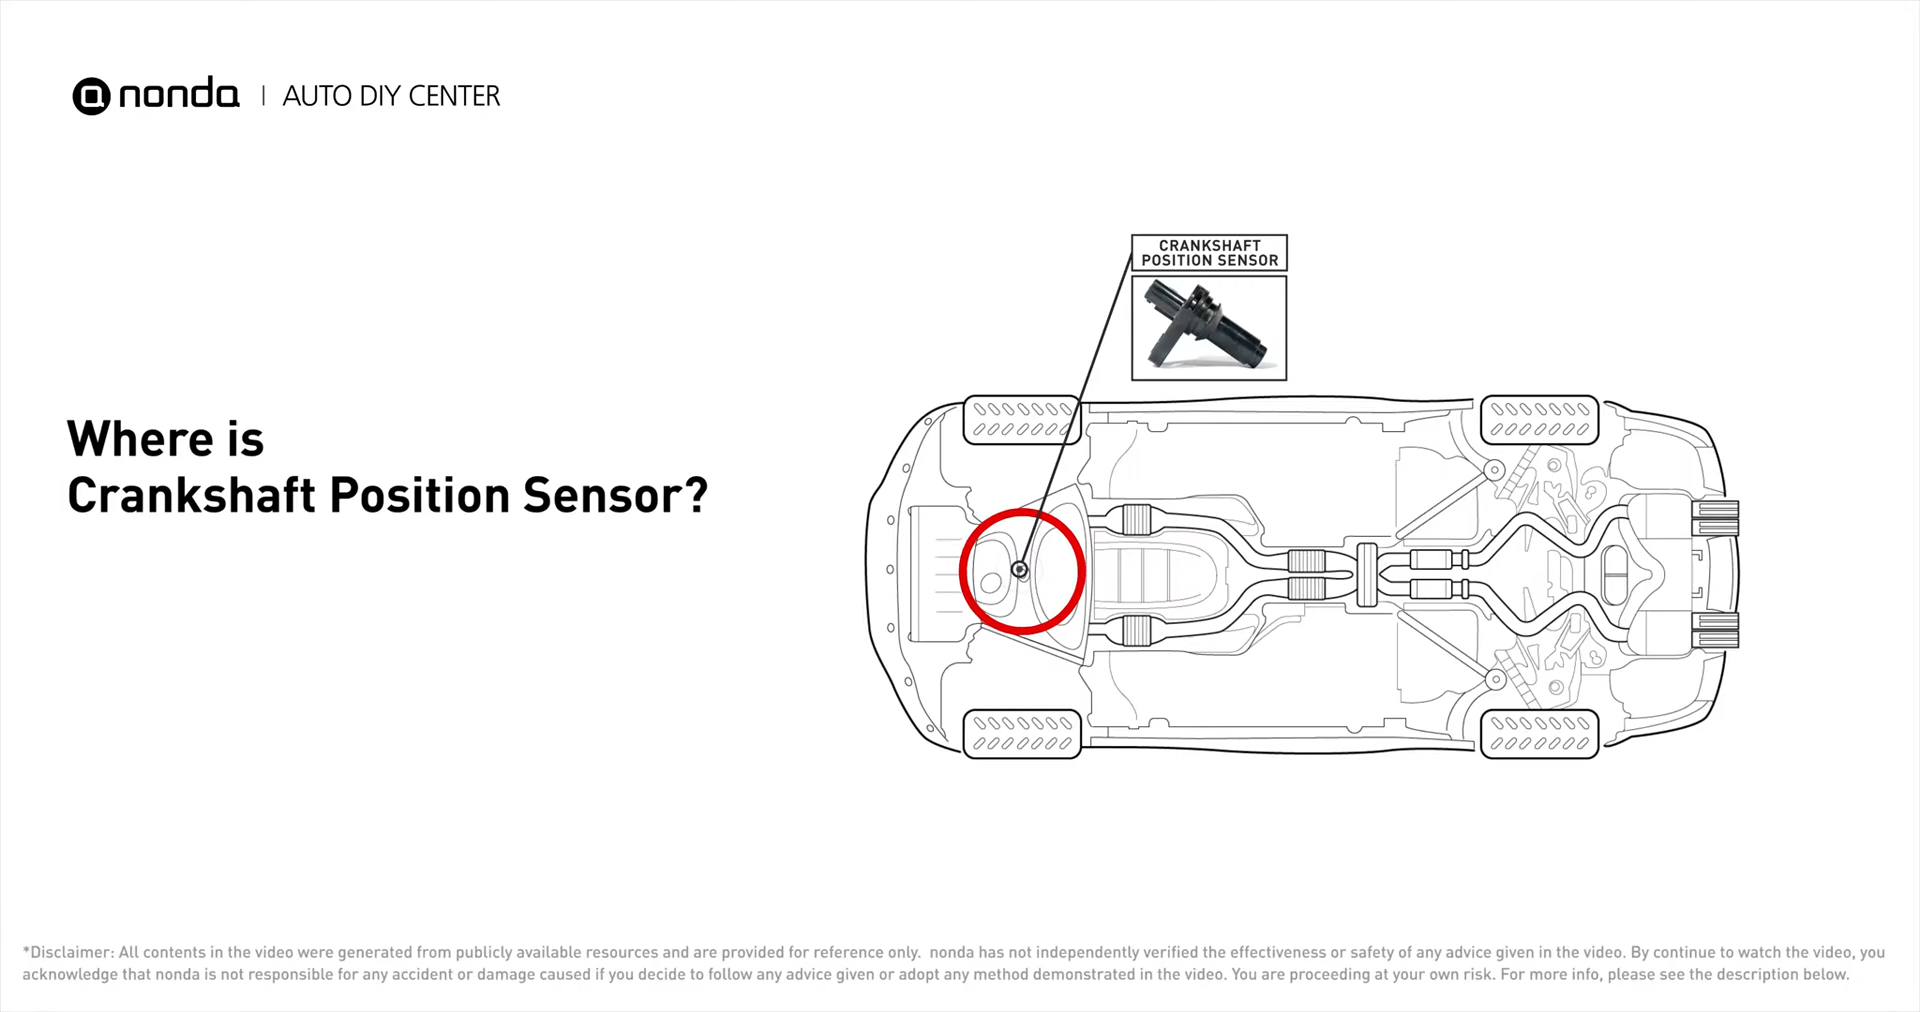 nonda | AUTO DIY CENTER
CRANKSHAFT
POSITION SENSOR
Where is
Crankshaft Position Sensor?
*Disclaimer: All contents in the video were generated from publicly available resources and are provided for reference only.  nonda has not independently verified the effectiveness or safety of any advice given in the video. By continue to watch the video, you
acknowledge that nonda is not responsible for any accident or damage caused if you decide to follow any advice given or adopt any method demonstrated in the video. You are proceeding at your own risk. For more info, please see the description below.